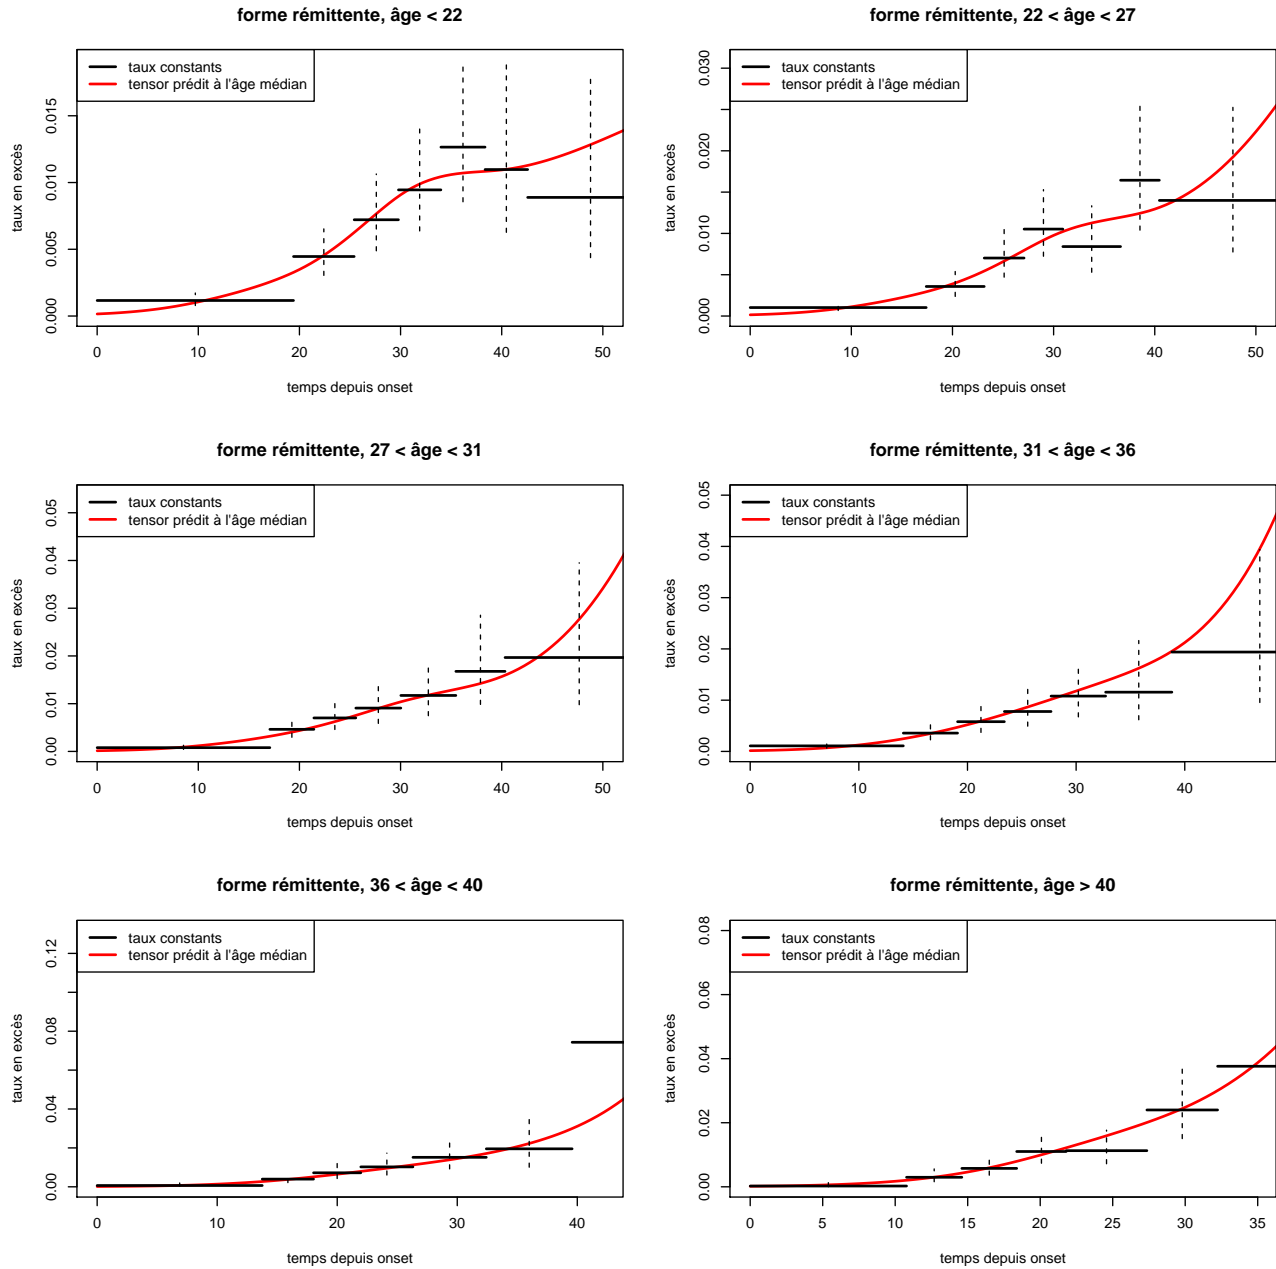 forme rémittente, âge < 22
taux constants
tensor prédit à l'âge médian
taux en excès
0.000 0.005 0.010 0.015
0 10 20 30 40 50
temps depuis onset
forme rémittente, 22 < âge < 27
taux constants
tensor prédit à l'âge médian
taux en excès
0.000 0.010 0.020 0.030
0 10 20 30 40 50
temps depuis onset
forme rémittente, 27 < âge < 31
taux constants
tensor prédit à l'âge médian
taux en excès
0.00 0.01 0.02 0.03 0.04 0.05
0 10 20 30 40 50
temps depuis onset
forme rémittente, 31 < âge < 36
taux constants
tensor prédit à l'âge médian
taux en excès
0.00 0.01 0.02 0.03 0.04 0.05
0 10 20 30 40
temps depuis onset
forme rémittente, 36 < âge < 40
taux constants
tensor prédit à l'âge médian
taux en excès
0.00 0.04 0.08 0.12
0 10 20 30 40
temps depuis onset
forme rémittente, âge > 40
taux constants
tensor prédit à l'âge médian
taux en excès
0.00 0.02 0.04 0.06 0.08
0 5 10 15 20 25 30 35
temps depuis onset